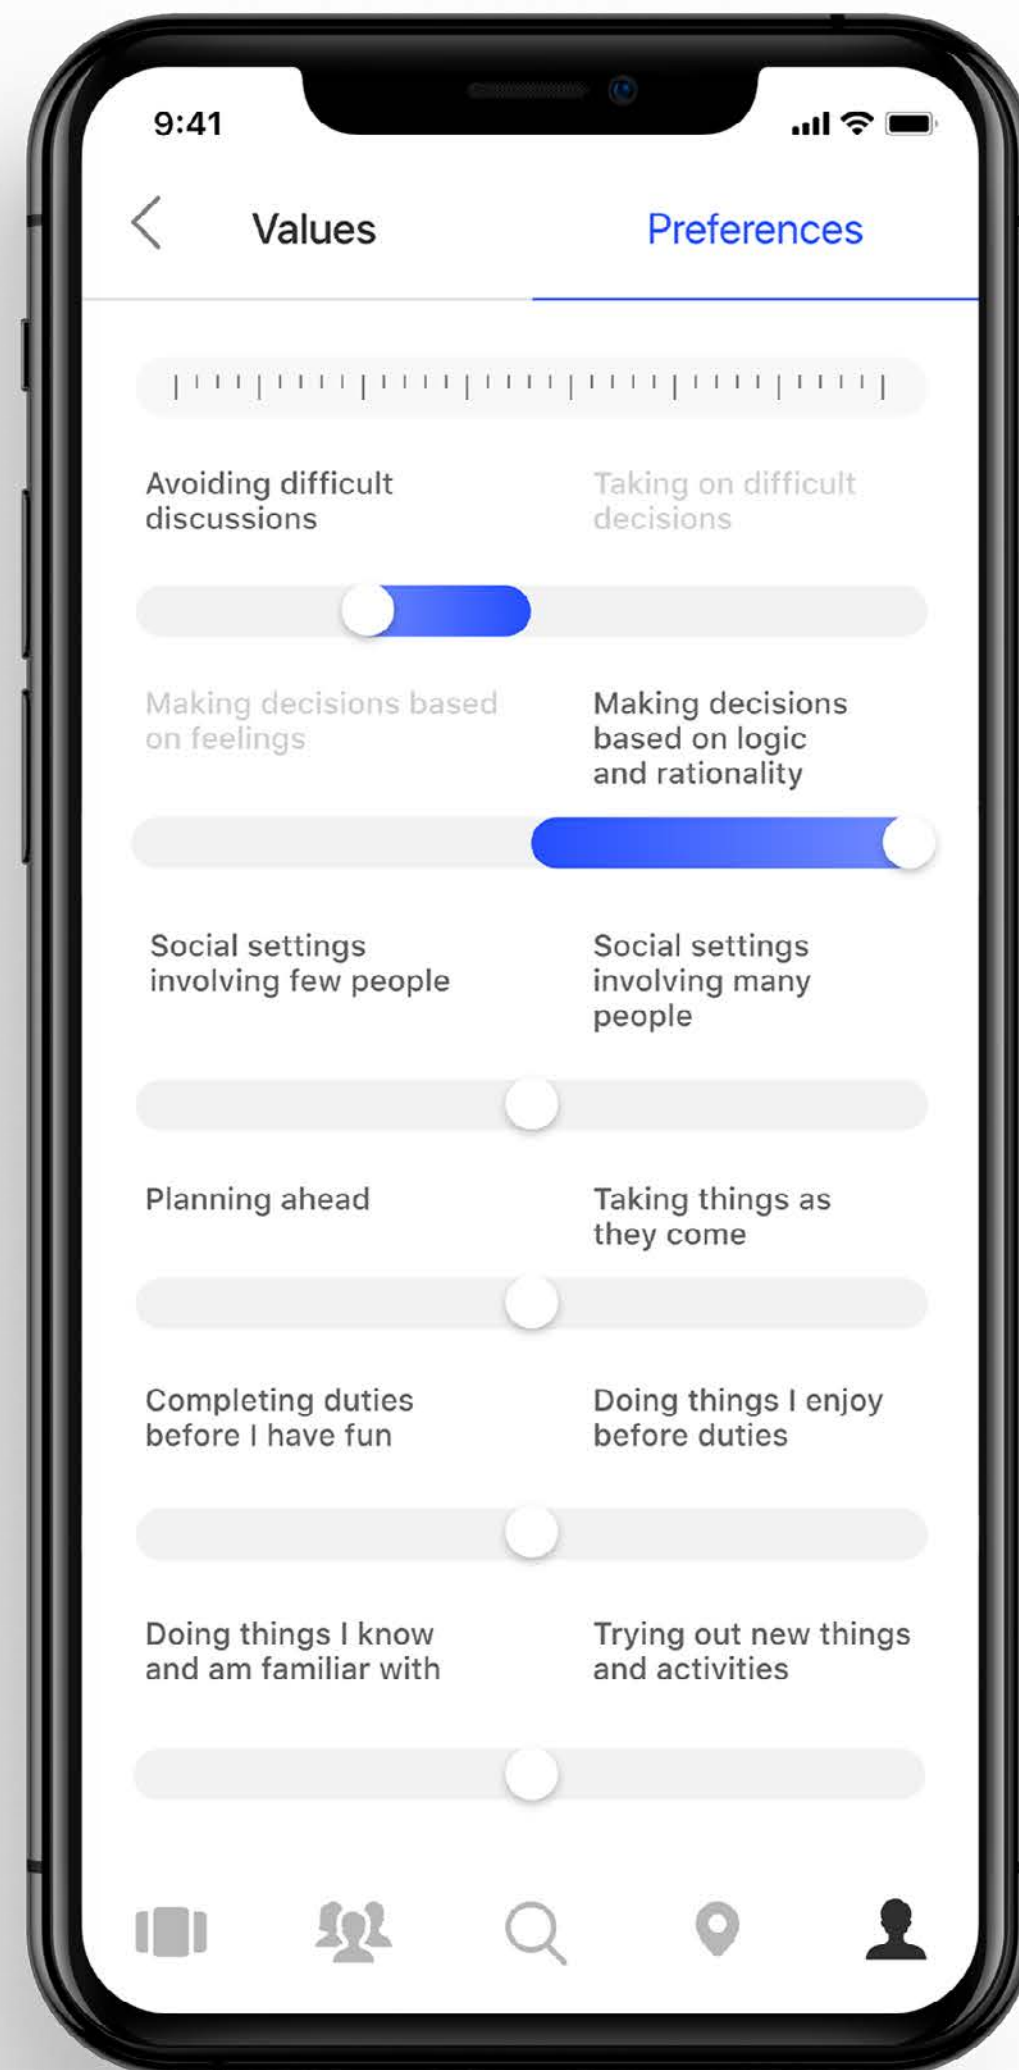 9:41
Values
Preferences
Avoiding difficult
discussions
Taking on difficult
decisions
Making decisions based
on feelings
Making decisions
based on logic
and rationality
Social settings
involving few people
Social settings
involving many
people
Planning ahead
Taking things as
they come
Completing duties
before I have fun
Doing things I enjoy
before duties
Doing things I know
and am familiar with
Trying out new things
and activities